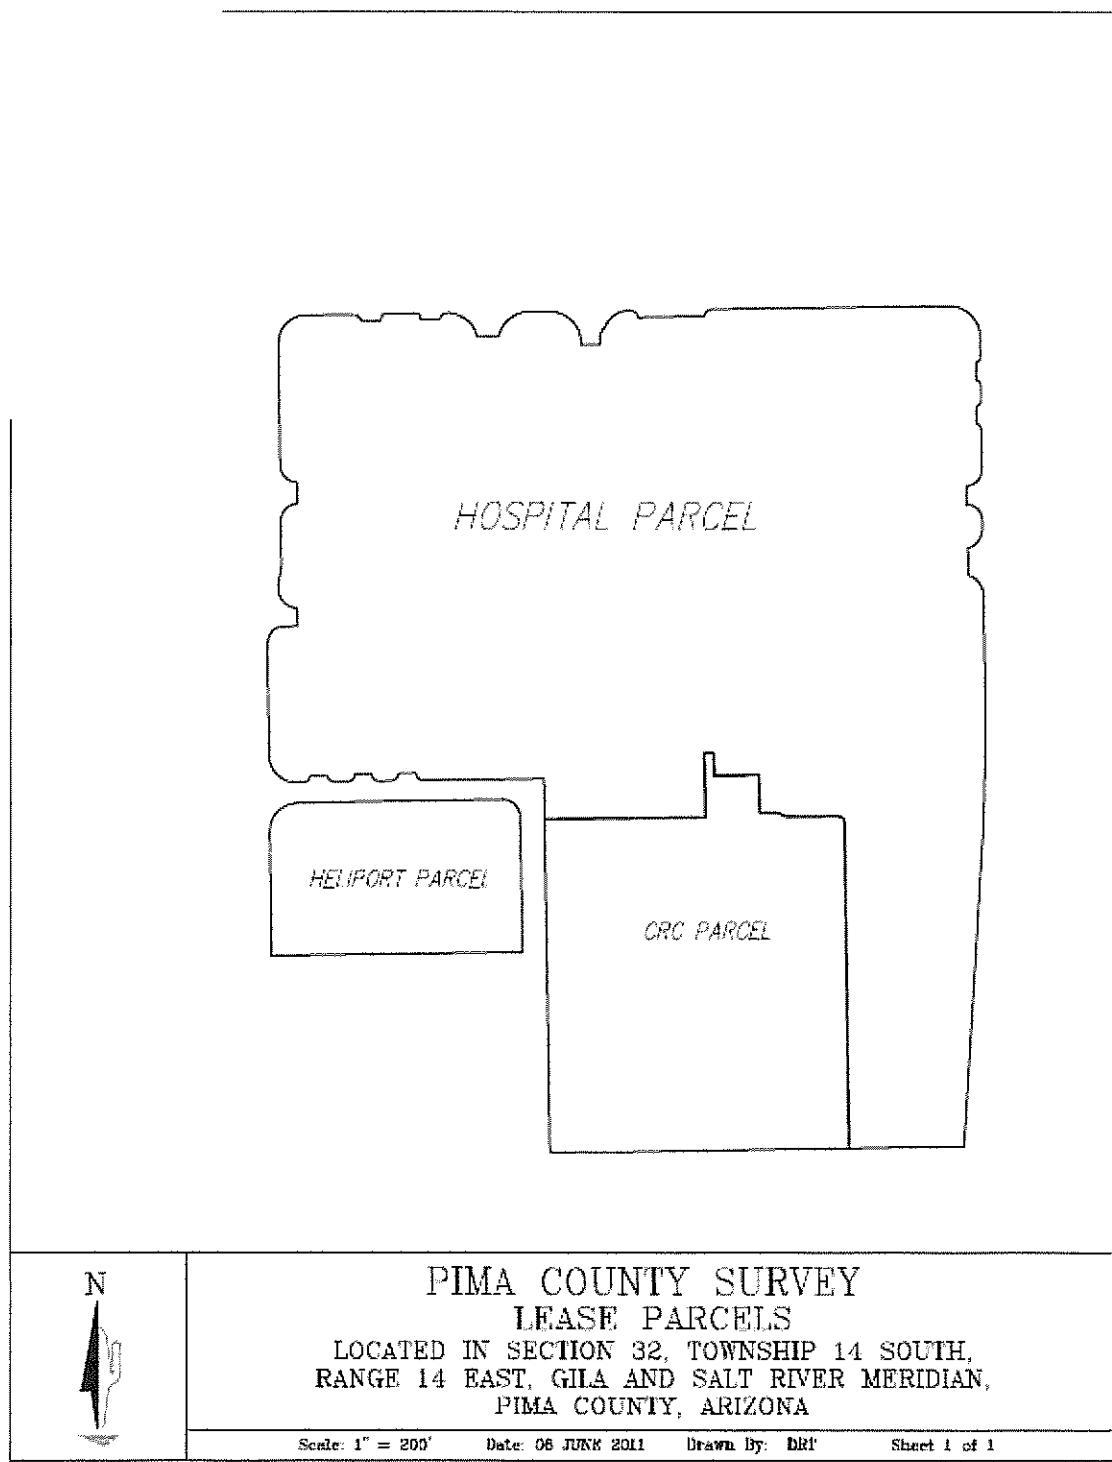 HOSPITAL PARCEL
HELIPORT PARCEL
CRC PARCEL
N
PIMA COUNTY SURVEY
LEASE PARCELS
LOCATED IN SECTION 32, TOWNSHIP 14 SOUTH,
RANGE 14 EAST, GILA AND SALT RIVER MERIDIAN,
PIMA COUNTY, ARIZONA
Scale: 1" = 200' Date: 06 JUNE 2011 Drawn By: Sheet 1 of 1